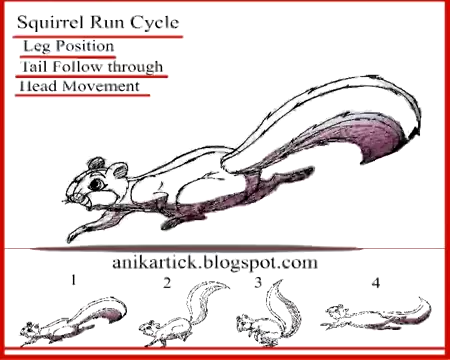 Squirrel Run Cycle
Leg Position
Tail Follow through
Head Movement
anikartick.blogspot.com
1 2 3 4